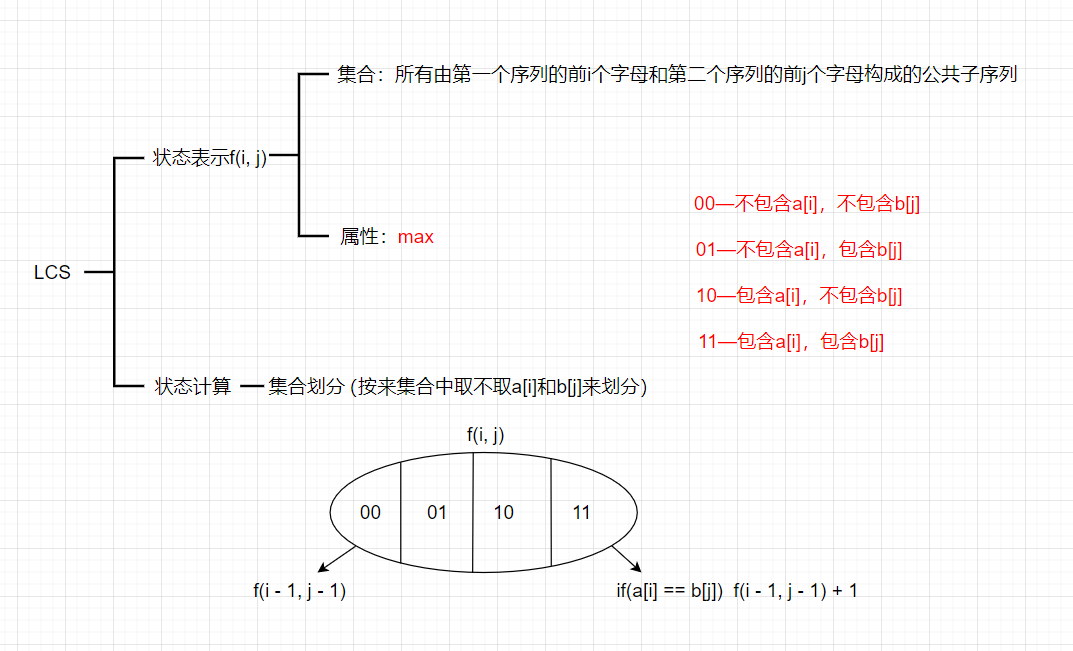 集合：所有由第一个序列的前i个字母和第二个序列的前j个字母构成的公共子序列
状态表示f(i, j)
00—不包含a[i]，不包含b[j]
属性：max
01—不包含a[i]，包含b[j]
LCS
10—包含a[i]，不包含b[j]
11—包含a[i]，包含b[j]
状态计算
集合划分 (按来集合中取不取a[i]和b[j]来划分)
f(i, j)
00 01 10 11
f(i - 1, j - 1)
if(a[i] == b[j]) f(i - 1, j - 1) + 1